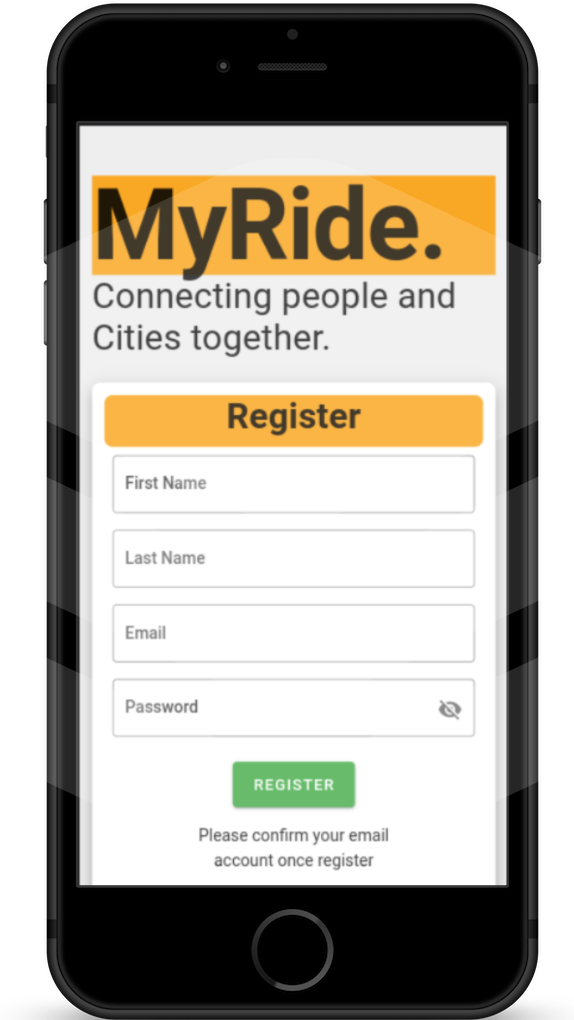 MyRide.
Connecting people and
Cities together.
Register
First Name
Last Name
Email
Password
REGISTER
Please confirm your email
account once register